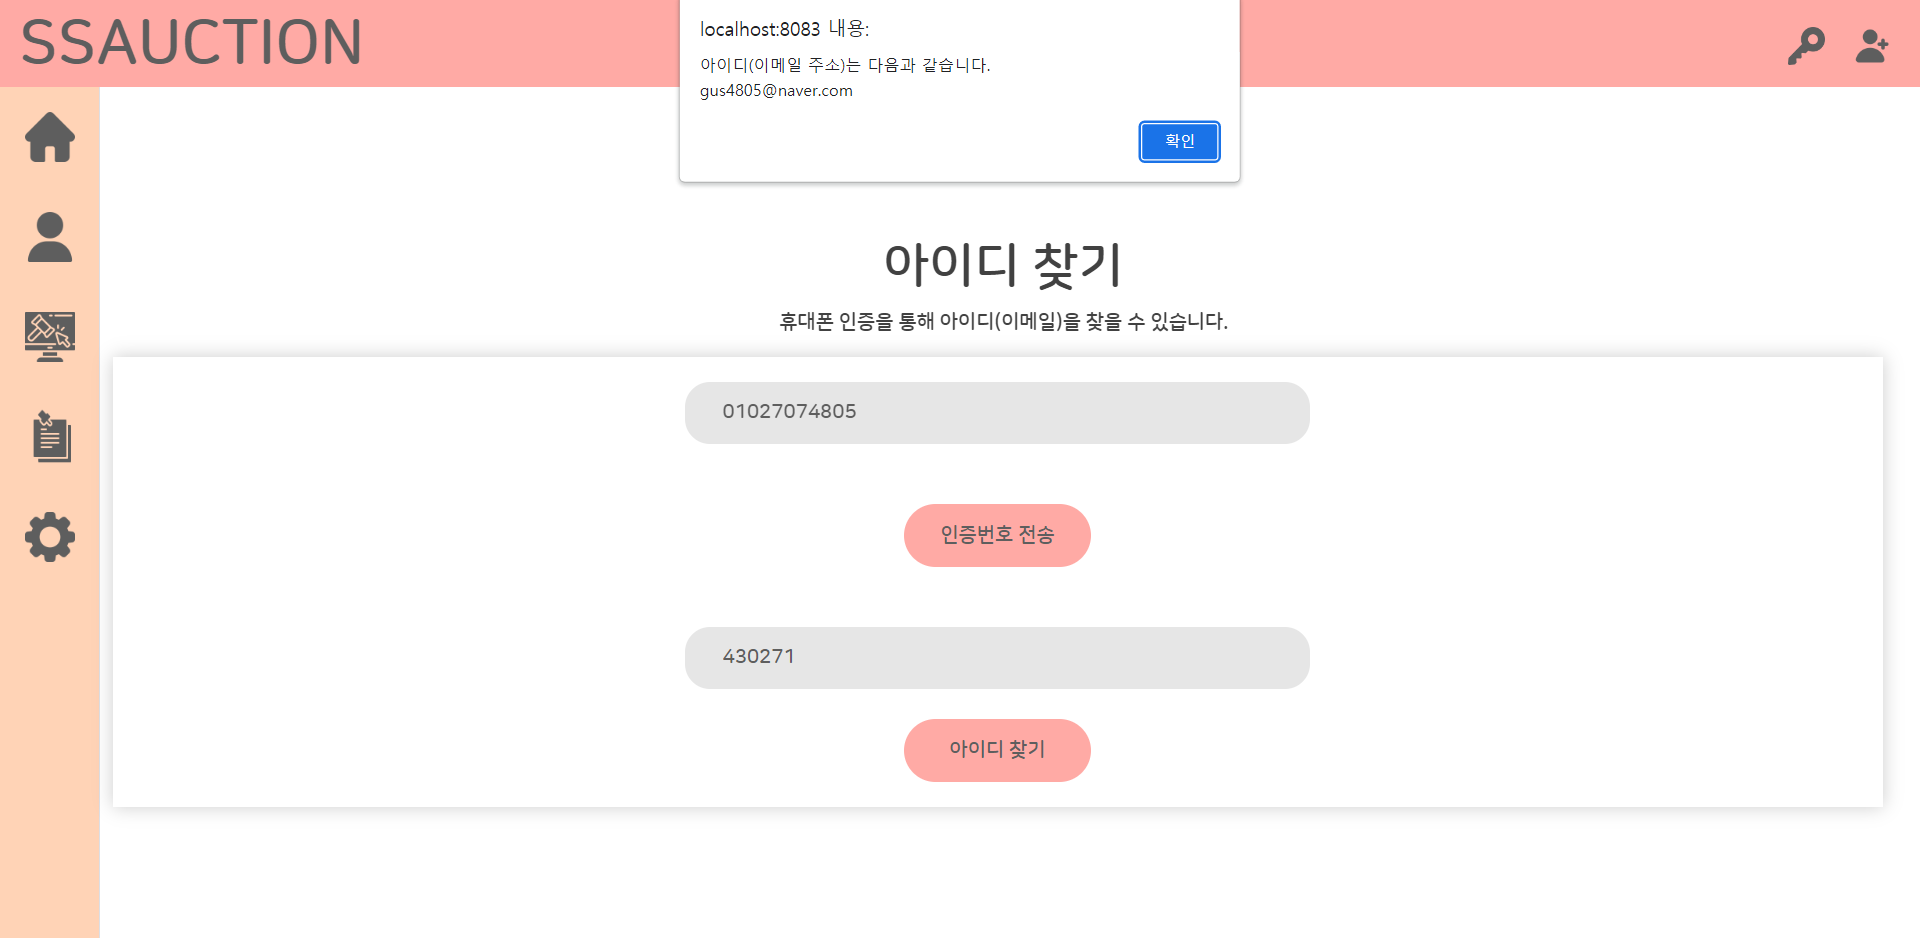 SSAUCTION
localhost:8083 내용:
아이디(이메일 주소)는 다음과 같습니다.
gus4805@naver.com
확인
아이디 찾기
휴대폰 인증을 통해 아이디(이메일)을 찾을 수 있습니다.
01027074805
인증번호 전송
430271
아이디 찾기